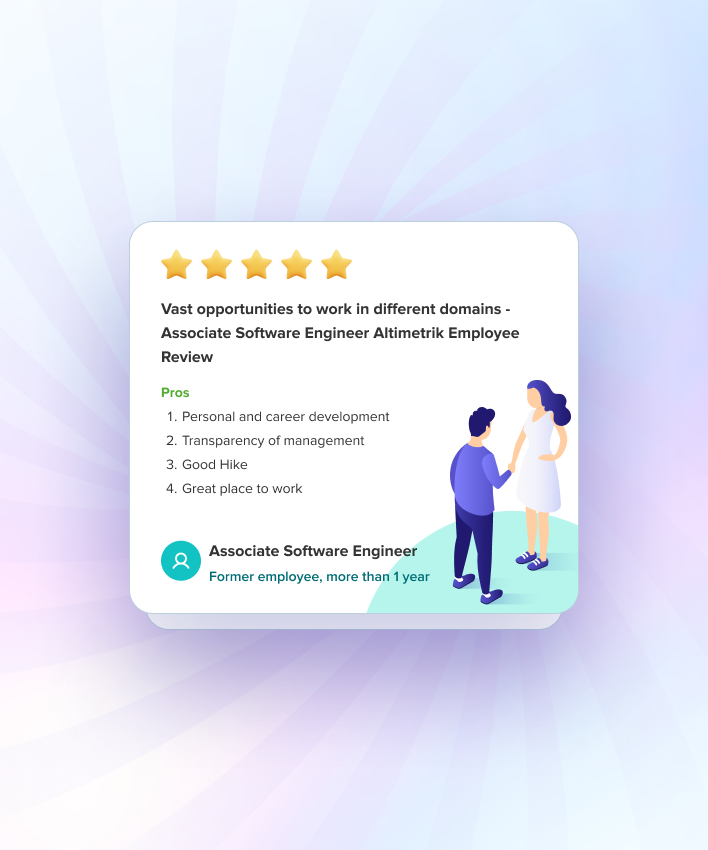 Vast opportunities to work in different domains -
Associate Software Engineer Altimetrik Employee
Review
Pros
1. Personal and career development
2. Transparency of management
3. Good Hike
4. Great place to work
Associate Software Engineer
Former employee, more than 1 year